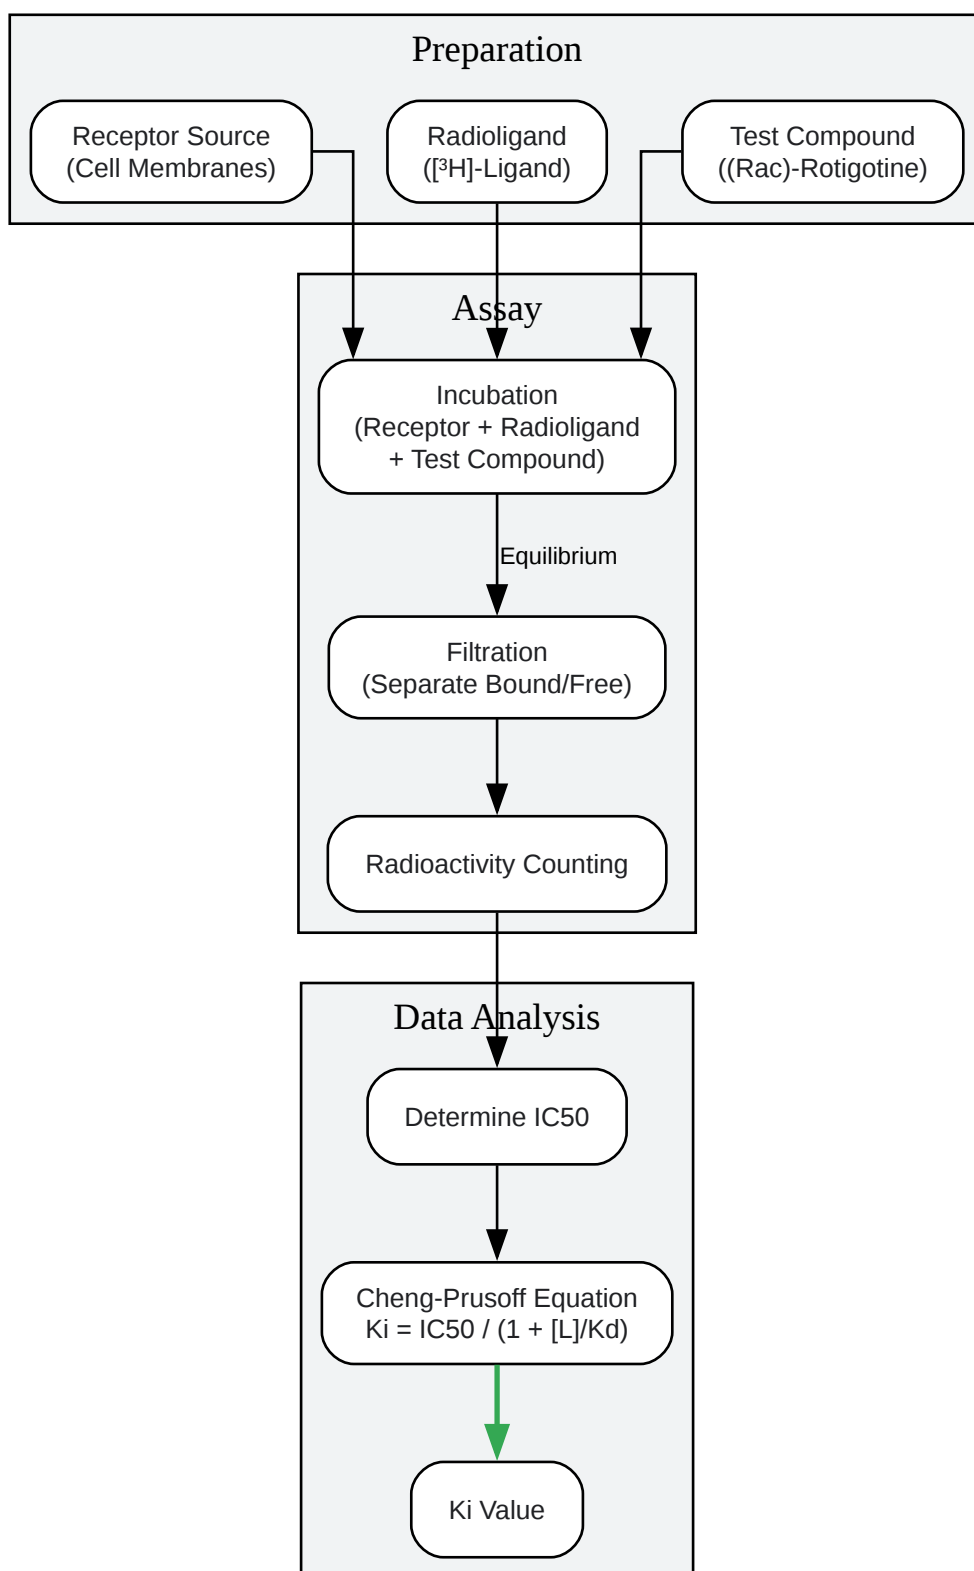 Preparation
Receptor Source
(Cell Membranes)
Radioligand
([³H]-Ligand)
Test Compound
((Rac)-Rotigotine)
Assay
Incubation
(Receptor + Radioligand
+ Test Compound)
Equilibrium
Filtration
(Separate Bound/Free)
Radioactivity Counting
Data Analysis
Determine IC50
Cheng-Prusoff Equation
Ki = IC50 / (1 + [L]/Kd)
Ki Value